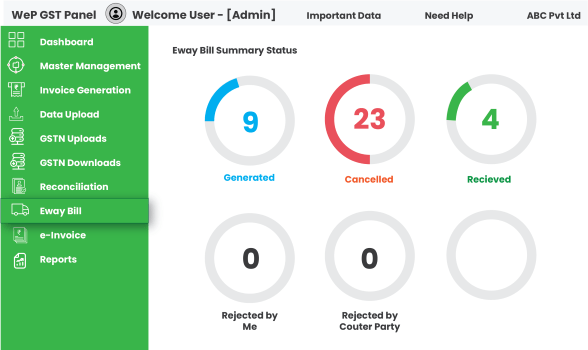 WeP GST Panel
Welcome User - [Admin]
Important Data
Need Help
ABC Pvt Ltd
Dashboard
Master Management
Invoice Generation
Data Upload
GSTN Uploads
GSTN Downloads
Reconciliation
Eway Bill
e-Invoice
Reports
Eway Bill Summary Status
9
Generated
23
Cancelled
4
Recieved
0
Rejected by
Me
0
Rejected by
Couter Party